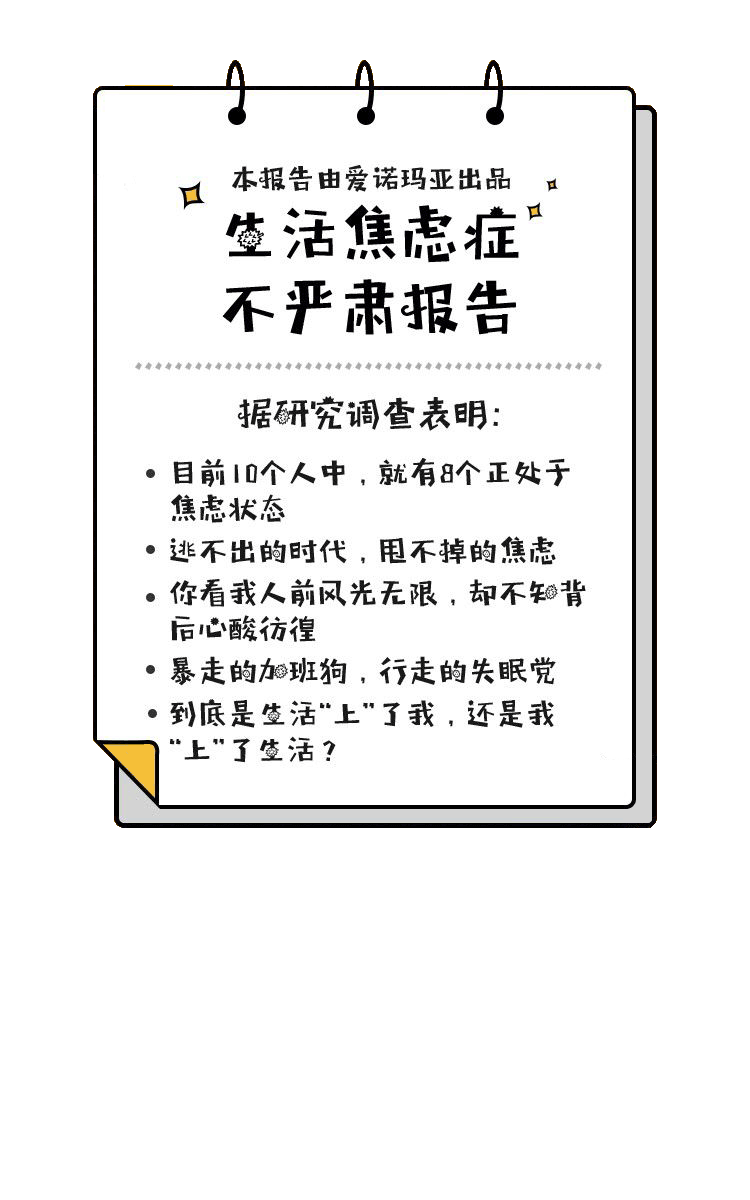 本报告由爱诺玛亚出品
生活焦虑症
不严肃报告
据研究调查表明:
目前10个人中，就有8个正处于
焦虑状态
逃不出的时代，甩不掉的焦虑
你看我人前风光无限，却不知背
后心酸彷徨
暴走的加班狗，行走的失眠党
到底是生活“上”了我，还是我
“上”了生活？